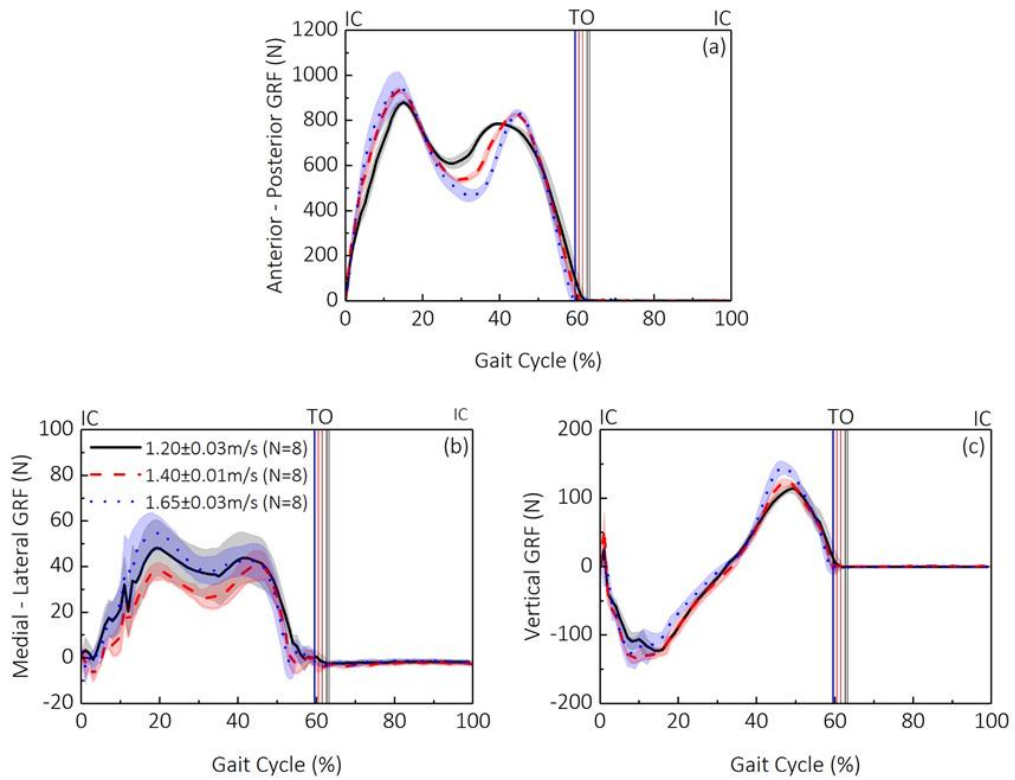 IC TO IC
(a)
1200
1000
800
600
400
200
0
Anterior - Posterior GRF (N)
0 20 40 60 80 100
Gait Cycle (%)
IC TO IC
(b)
100
80
60
40
20
0
-20
Medial - Lateral GRF (N)
1.20±0.03m/s (N=8)
1.40±0.01m/s (N=8)
1.65±0.03m/s (N=8)
0 20 40 60 80 100
Gait Cycle (%)
IC TO IC
(c)
200
100
0
-100
-200
Vertical GRF (N)
0 20 40 60 80 100
Gait Cycle (%)